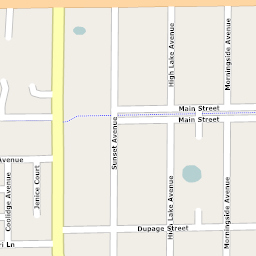 High Lake Avenue
Morningside Avenue
Main Street
Main Street
Sunset Avenue
Avenue
Coolidge Avenue
Janice Court
High Lake Avenue
Morningside Avenue
Dupage Street
ri Ln